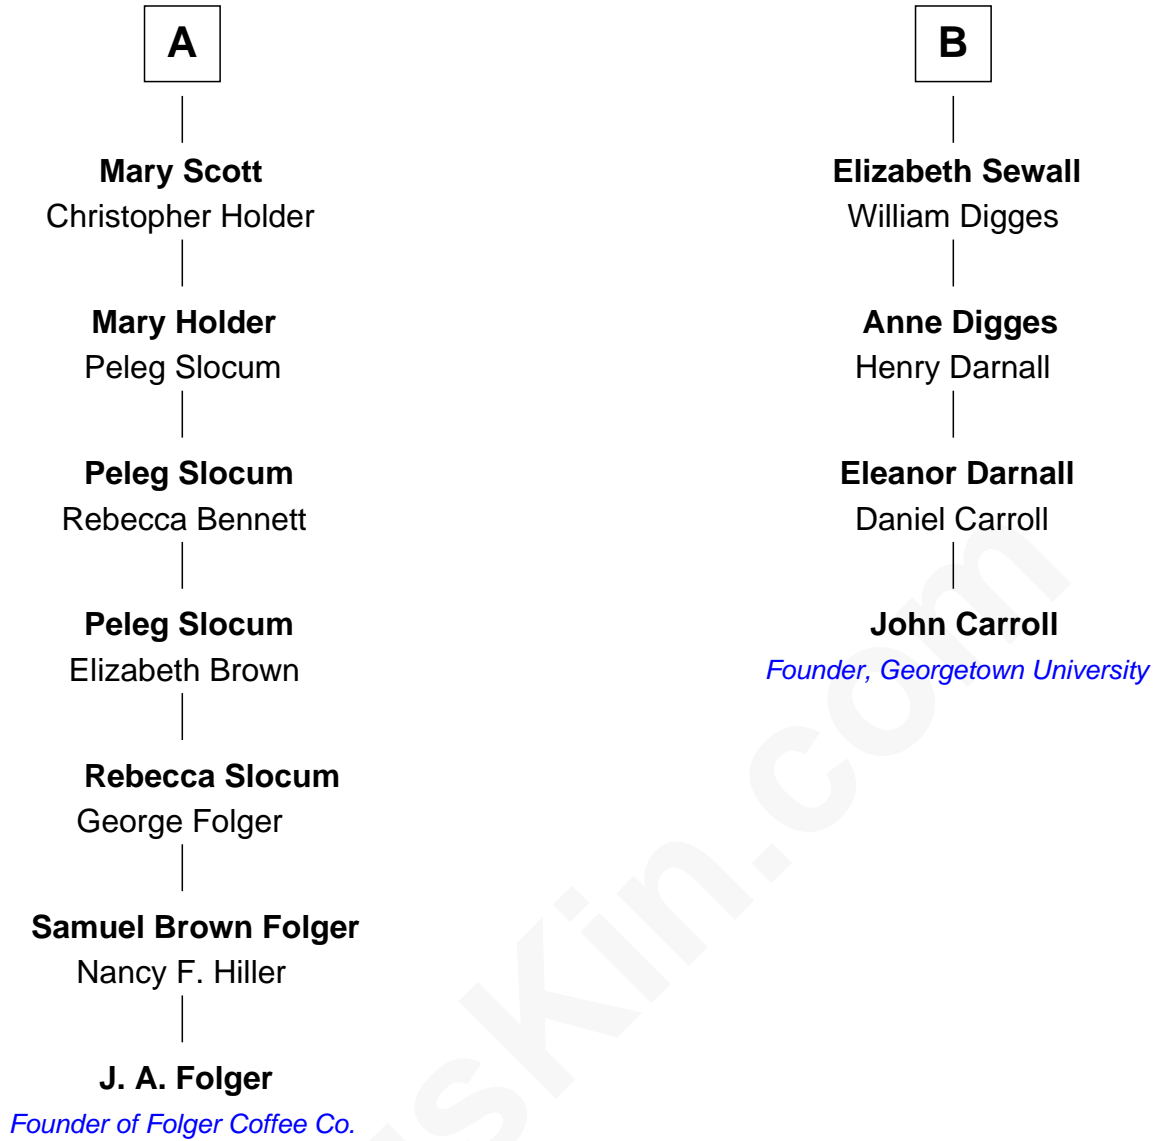 A
Mary Scott
Christopher Holder
Mary Holder
Peleg Slocum
Peleg Slocum
Rebecca Bennett
Peleg Slocum
Elizabeth Brown
Rebecca Slocum
George Folger
Samuel Brown Folger
Nancy F. Hiller
J. A. Folger
Founder of Folger Coffee Co.
B
Elizabeth Sewall
William Digges
Anne Digges
Henry Darnall
Eleanor Darnall
Daniel Carroll
John Carroll
Founder, Georgetown University